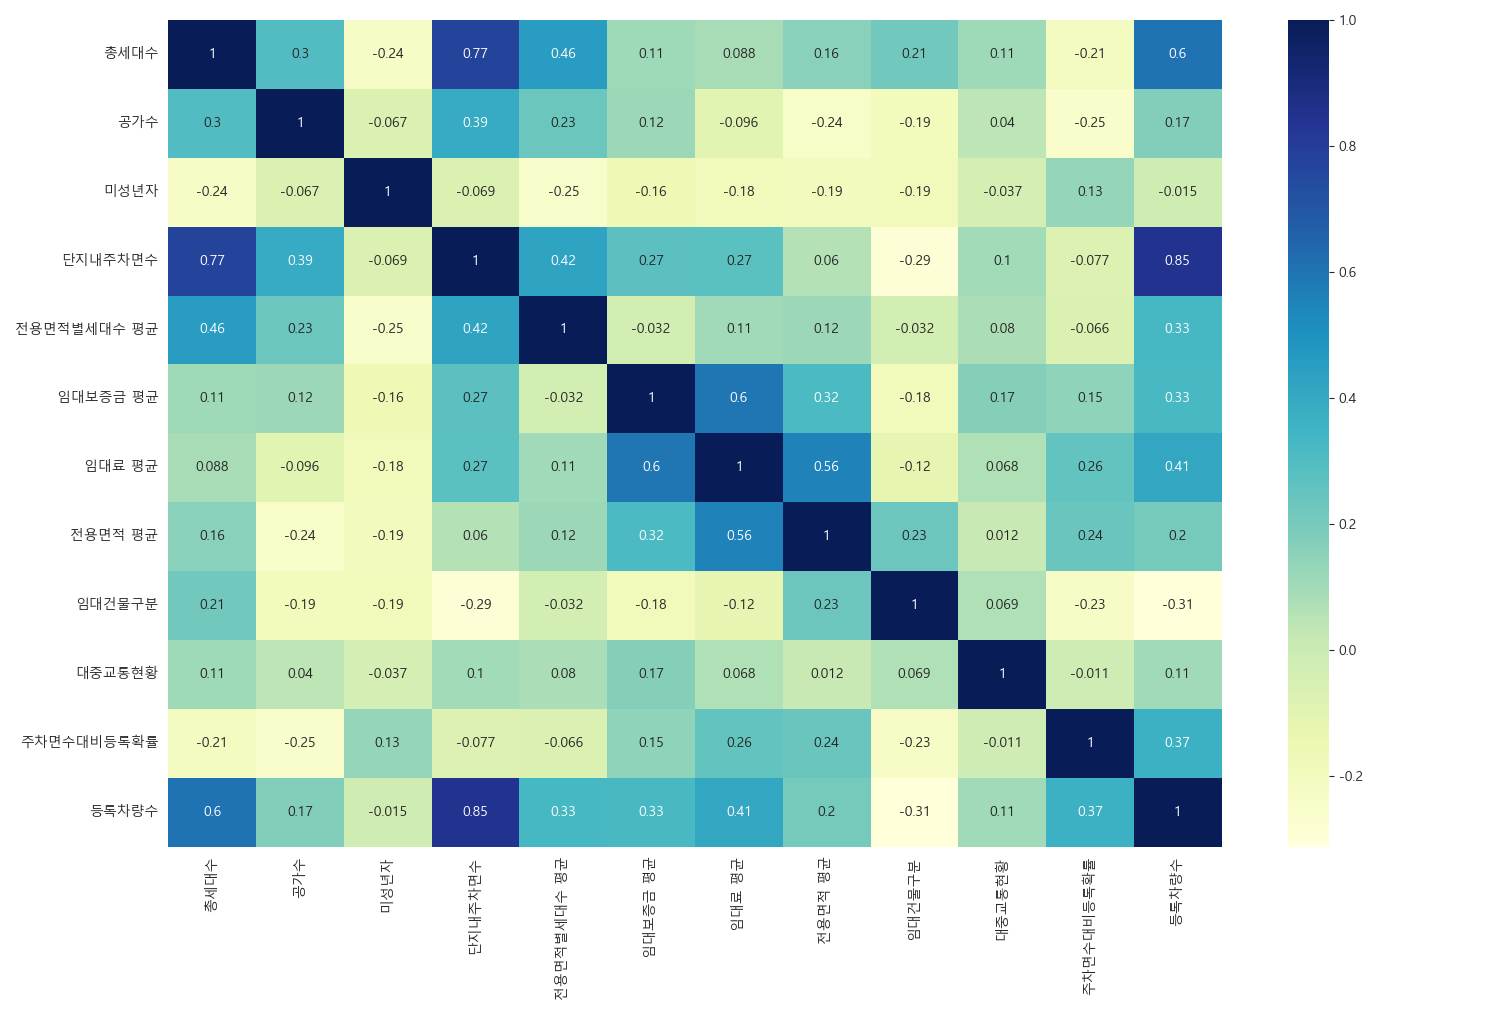 총세대수 1 0.3 -0.24 0.77 0.46 0.11 0.088 0.16 0.21 0.11 -0.21 0.6
공가수 0.3 1 -0.067 0.39 0.23 0.12 -0.096 -0.24 -0.19 0.04 -0.25 0.17
미성년자 -0.24 -0.067 1 -0.069 -0.25 -0.16 -0.18 -0.19 -0.19 -0.037 0.13 -0.015
단지내주차면수 0.77 0.39 -0.069 1 0.42 0.27 0.27 0.06 -0.29 0.1 -0.077 0.85
전용면적별세대수 평균 0.46 0.23 -0.25 0.42 1 -0.032 0.11 0.12 -0.032 0.08 -0.066 0.33
임대보증금 평균 0.11 0.12 -0.16 0.27 -0.032 1 0.6 0.32 -0.18 0.17 0.15 0.33
임대료 평균 0.088 -0.096 -0.18 0.27 0.11 0.6 1 0.56 -0.12 0.068 0.26 0.41
전용면적 평균 0.16 -0.24 -0.19 0.06 0.12 0.32 0.56 1 0.23 0.012 0.24 0.2
임대건물구분 0.21 -0.19 -0.19 -0.29 -0.032 -0.18 -0.12 0.23 1 0.069 -0.23 -0.31
대중교통현황 0.11 0.04 -0.037 0.1 0.08 0.17 0.068 0.012 0.069 1 -0.011 0.11
주차면수대비등록확률 -0.21 -0.25 0.13 -0.077 -0.066 0.15 0.26 0.24 -0.23 -0.011 1 0.37
등록차량수 0.6 0.17 -0.015 0.85 0.33 0.33 0.41 0.2 -0.31 0.11 0.37 1
총세대수
공가수
미성년자
단지내주차면수
전용면적별세대수 평균
임대보증금 평균
임대료 평균
전용면적 평균
임대건물구분
대중교통현황
주차면수대비등록확률
등록차량수
1.0
0.8
0.6
0.4
0.2
0.0
-0.2